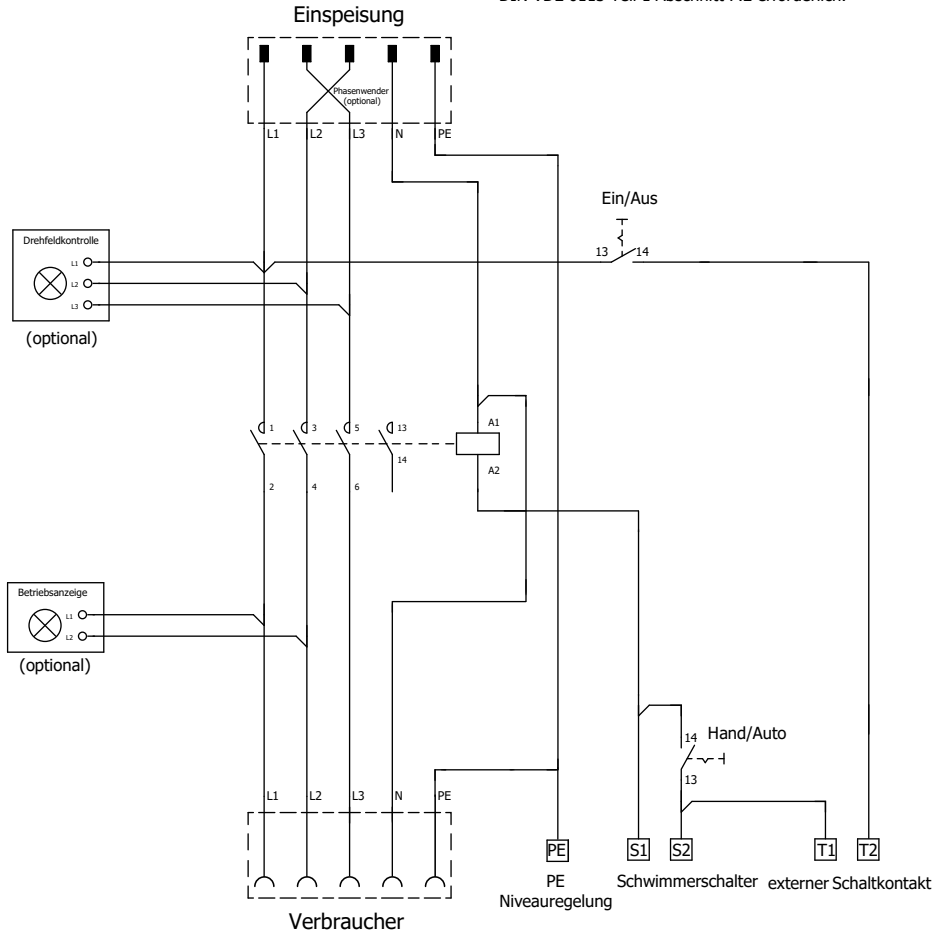 Einspeisung
Phasenwender
(optional)
L1 L2 L3 N PE
Ein/Aus
13 14
Drehfeldkontrolle
L1
L2
L3
(optional)
1 3 5 13 A1
14
A2
2 4 6
Betriebsanzeige
L1
L2
(optional)
14 Hand/Auto
13
L1 L2 L3 N PE
PE S1 S2 T1 T2
PE Schwimmerschalter externer Schaltkontakt
Niveauregelung
Verbraucher